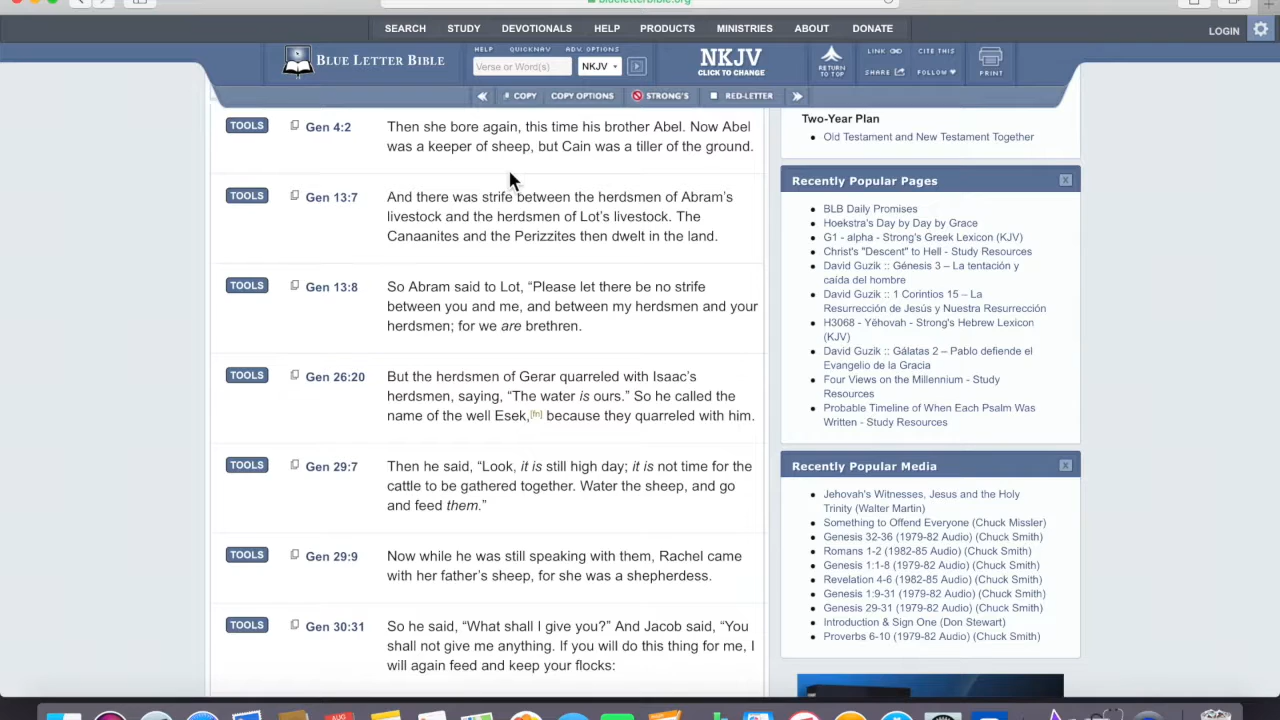 blueletterbible.org
SEARCH STUDY DEVOTIONALS HELP PRODUCTS MINISTRIES ABOUT DONATE LOGIN
HELP QUICKNAV ADV. OPTIONS
BLUE LETTER BIBLE
Verse or Word(s) NKJV
NKJV
CLICK TO CHANGE
RETURN
TO TOP
LINK CITE THIS
SHARE FOLLOW
PRINT
COPY COPY OPTIONS STRONG'S RED-LETTER
TOOLS Gen 4:2 Then she bore again, this time his brother Abel. Now Abel
was a keeper of sheep, but Cain was a tiller of the ground.
TOOLS Gen 13:7 And there was strife between the herdsmen of Abram’s
livestock and the herdsmen of Lot’s livestock. The
Canaanites and the Perizzites then dwelt in the land.
TOOLS Gen 13:8 So Abram said to Lot, “Please let there be no strife
between you and me, and between my herdsmen and your
herdsmen; for we are brethren.
TOOLS Gen 26:20 But the herdsmen of Gerar quarreled with Isaac’s
herdsmen, saying, “The water is ours.” So he called the
name of the well Esek,[fn] because they quarreled with him.
TOOLS Gen 29:7 Then he said, “Look, it is still high day; it is not time for the
cattle to be gathered together. Water the sheep, and go
and feed them.”
TOOLS Gen 29:9 Now while he was still speaking with them, Rachel came
with her father’s sheep, for she was a shepherdess.
TOOLS Gen 30:31 So he said, “What shall I give you?” And Jacob said, “You
shall not give me anything. If you will do this thing for me, I
will again feed and keep your flocks:
Two-Year Plan
Old Testament and New Testament Together
Recently Popular Pages x
BLB Daily Promises
Hoekstra's Day by Day by Grace
G1 - alpha - Strong's Greek Lexicon (KJV)
Christ's "Descent" to Hell - Study Resources
David Guzik :: Génesis 3 – La tentación y
caída del hombre
David Guzik :: 1 Corintios 15 – La
Resurrección de Jesús y Nuestra Resurrección
H3068 - Yĕhovah - Strong's Hebrew Lexicon
(KJV)
David Guzik :: Gálatas 2 – Pablo defiende el
Evangelio de la Gracia
Four Views on the Millennium - Study
Resources
Probable Timeline of When Each Psalm Was
Written - Study Resources
Recently Popular Media x
Jehovah's Witnesses, Jesus and the Holy
Trinity (Walter Martin)
Something to Offend Everyone (Chuck Missler)
Genesis 32-36 (1979-82 Audio) (Chuck Smith)
Romans 1-2 (1982-85 Audio) (Chuck Smith)
Genesis 1:1-8 (1979-82 Audio) (Chuck Smith)
Revelation 4-6 (1982-85 Audio) (Chuck Smith)
Genesis 1:9-31 (1979-82 Audio) (Chuck Smith)
Genesis 29-31 (1979-82 Audio) (Chuck Smith)
Introduction & Sign One (Don Stewart)
Proverbs 6-10 (1979-82 Audio) (Chuck Smith)
AUG